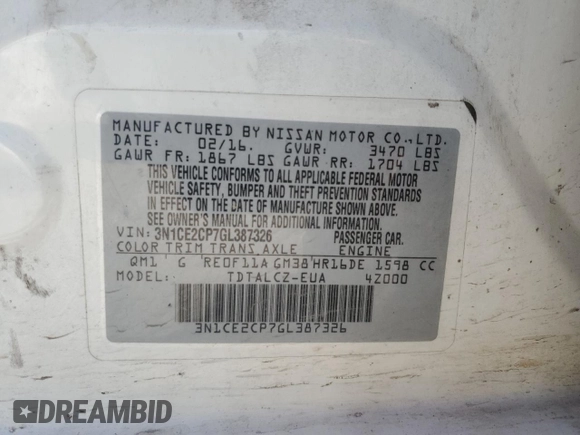 MANUFACTURED BY NISSAN MOTOR CO.,LTD.
DATE: 02/16. GVWR: 3470 LBS
GAWR FR: 1867 LBS GAWR RR: 1704 LBS
THIS VEHICLE CONFORMS TO ALL APPLICABLE FEDERAL MOTOR
VEHICLE SAFETY, BUMPER AND THEFT PREVENTION STANDARDS
IN EFFECT ON THE DATE OF MANUFACTURE SHOWN ABOVE.
SEE OWNER'S MANUAL FOR ADDITIONAL INFORMATION.
VIN: 3N1CE2CP7GL387326 PASSENGER CAR.
COLOR TRIM TRANS AXLE ENGINE
QM1 G RE0F11A GM38 HR16DE 1598 CC
MODEL: TDTALCZ-EUA 4Z000
3N1CE2CP7GL387326
DREAMBID